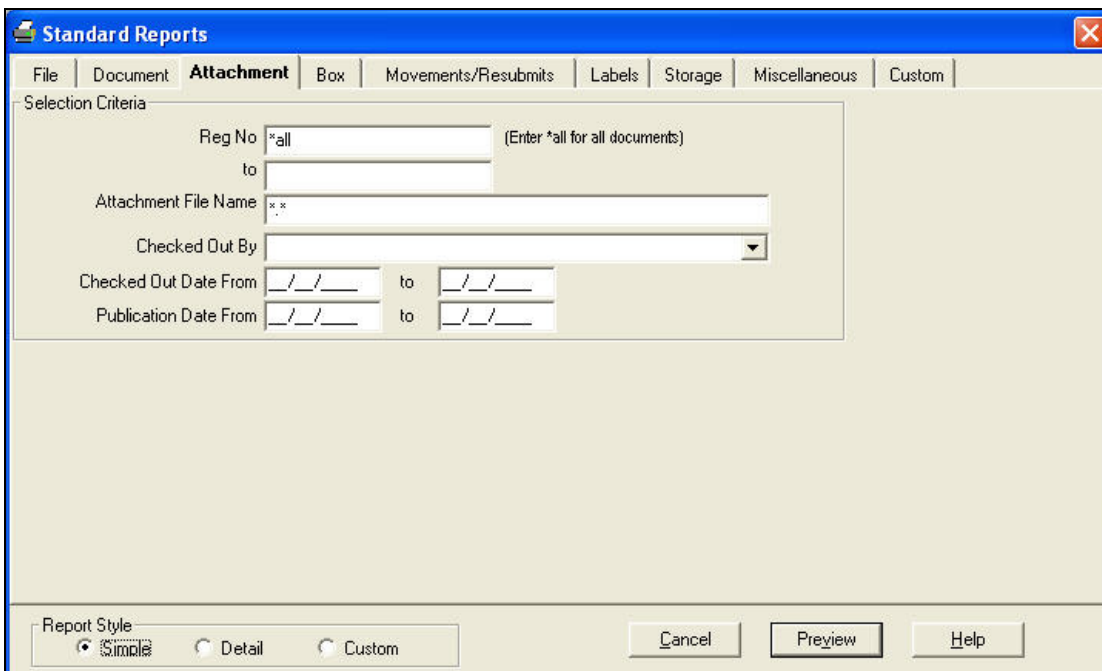 Standard Reports
File Document Attachment Box Movements/Resubmits Labels Storage Miscellaneous Custom
Selection Criteria
Reg No *all (Enter *all for all documents)
to
Attachment File Name *.*
Checked Out By
Checked Out Date From __/__/____ to __/__/____
Publication Date From __/__/____ to __/__/____
Report Style
Simple Detail Custom Cancel Preview Help